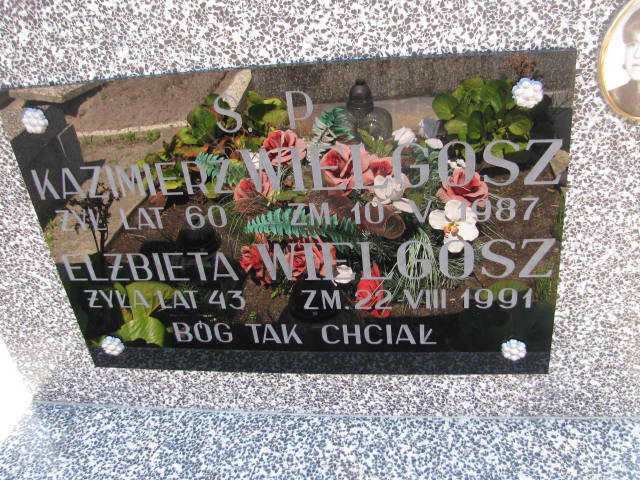 S P
KAZIMIERZ WIELGOSZ
ŻYŁ LAT 60 ZM. 10-V-1987
ELŻBIETA WIELGOSZ
ŻYŁA LAT 43 ZM. 22-VIII-1991
BÓG TAK CHCIAŁ